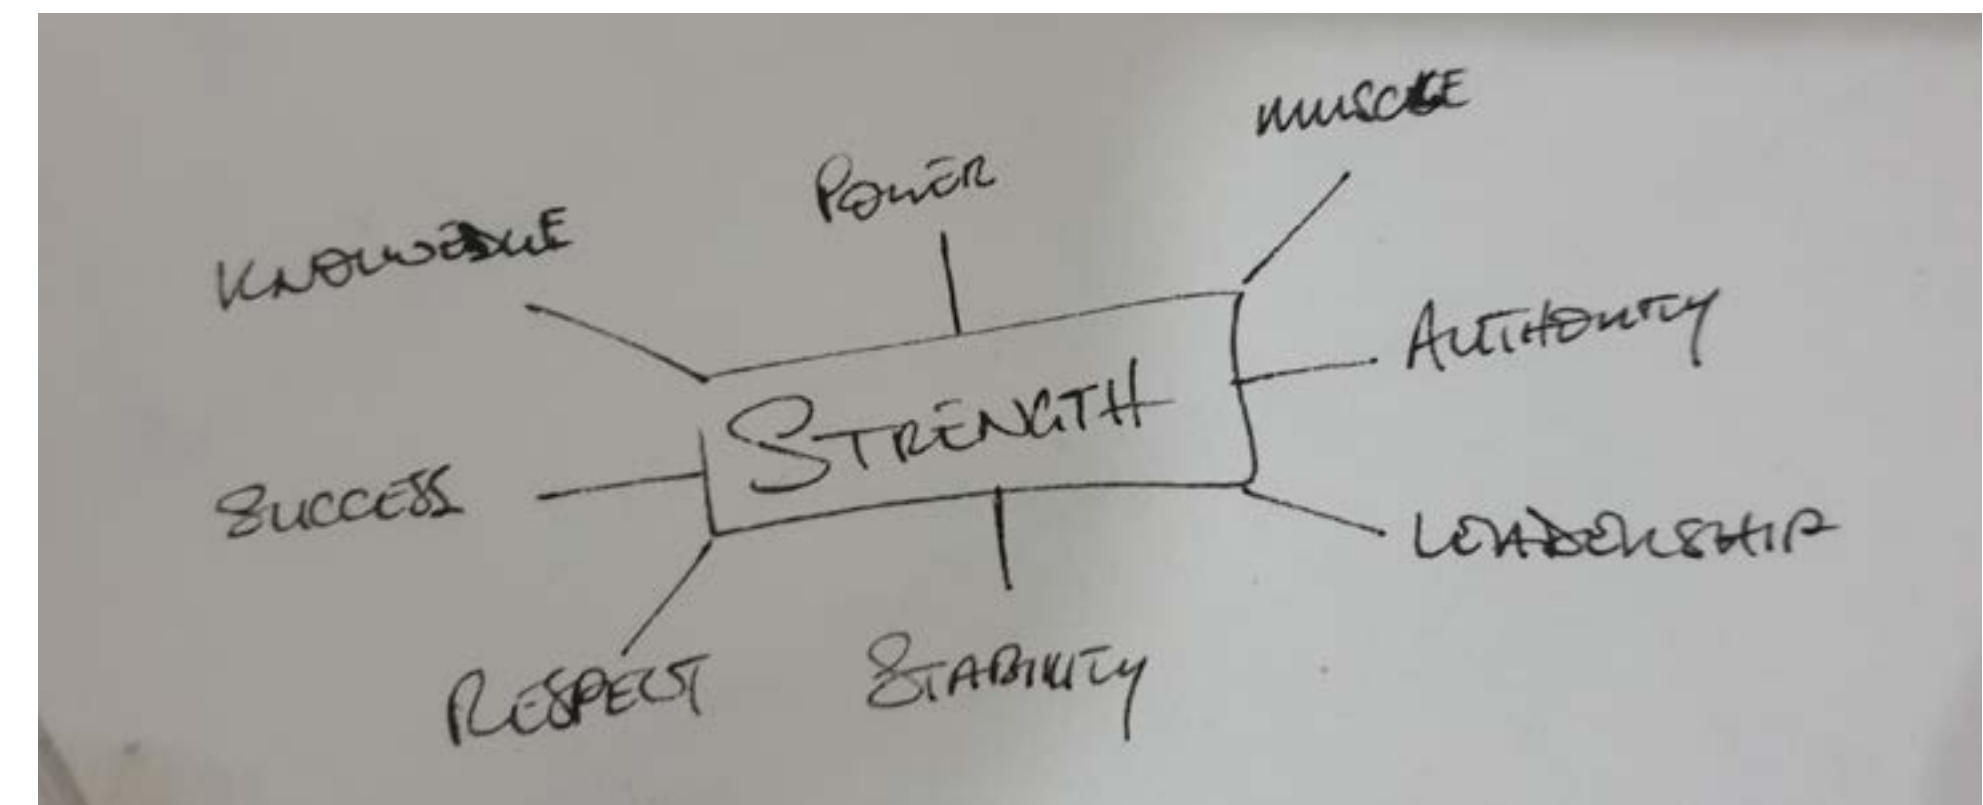 MUSCLE
POWER
KNOWLEDGE
AUTHORITY
STRENGTH
SUCCESS
LEADERSHIP
RESPECT
STABILITY